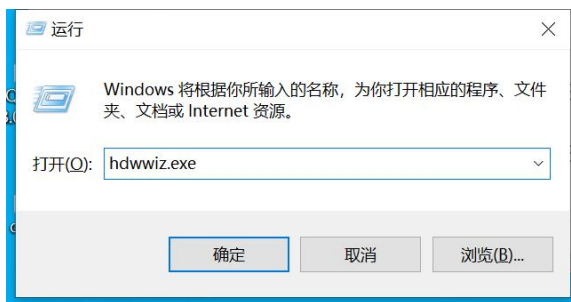 运行
Windows 将根据你所输入的名称，为你打开相应的程序、文件
夹、文档或 Internet 资源。
打开(O):
hdwwiz.exe
确定
取消
浏览(B)...